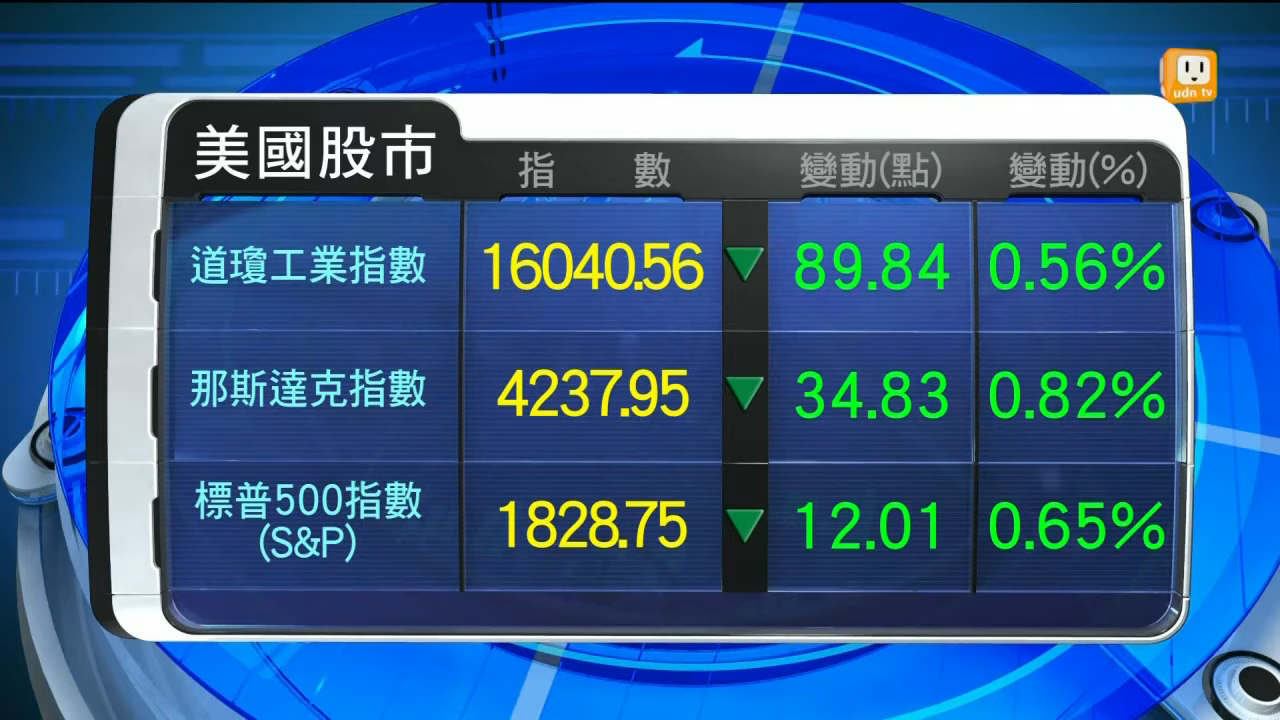 udn tv
美國股市 指數 變動(點) 變動(%)
道瓊工業指數 16040.56 ▼ 89.84 0.56%
那斯達克指數 4237.95 ▼ 34.83 0.82%
標普500指數
(S&P) 1828.75 ▼ 12.01 0.65%